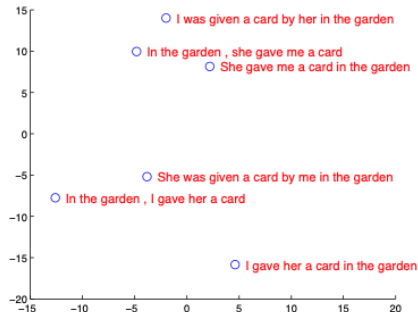 15
I was given a card by her in the garden
10
In the garden , she gave me a card
She gave me a card in the garden
5
0
−5
She was given a card by me in the garden
In the garden , I gave her a card
−10
−15
I gave her a card in the garden
−20
−15 −10 −5 0 5 10 15 20